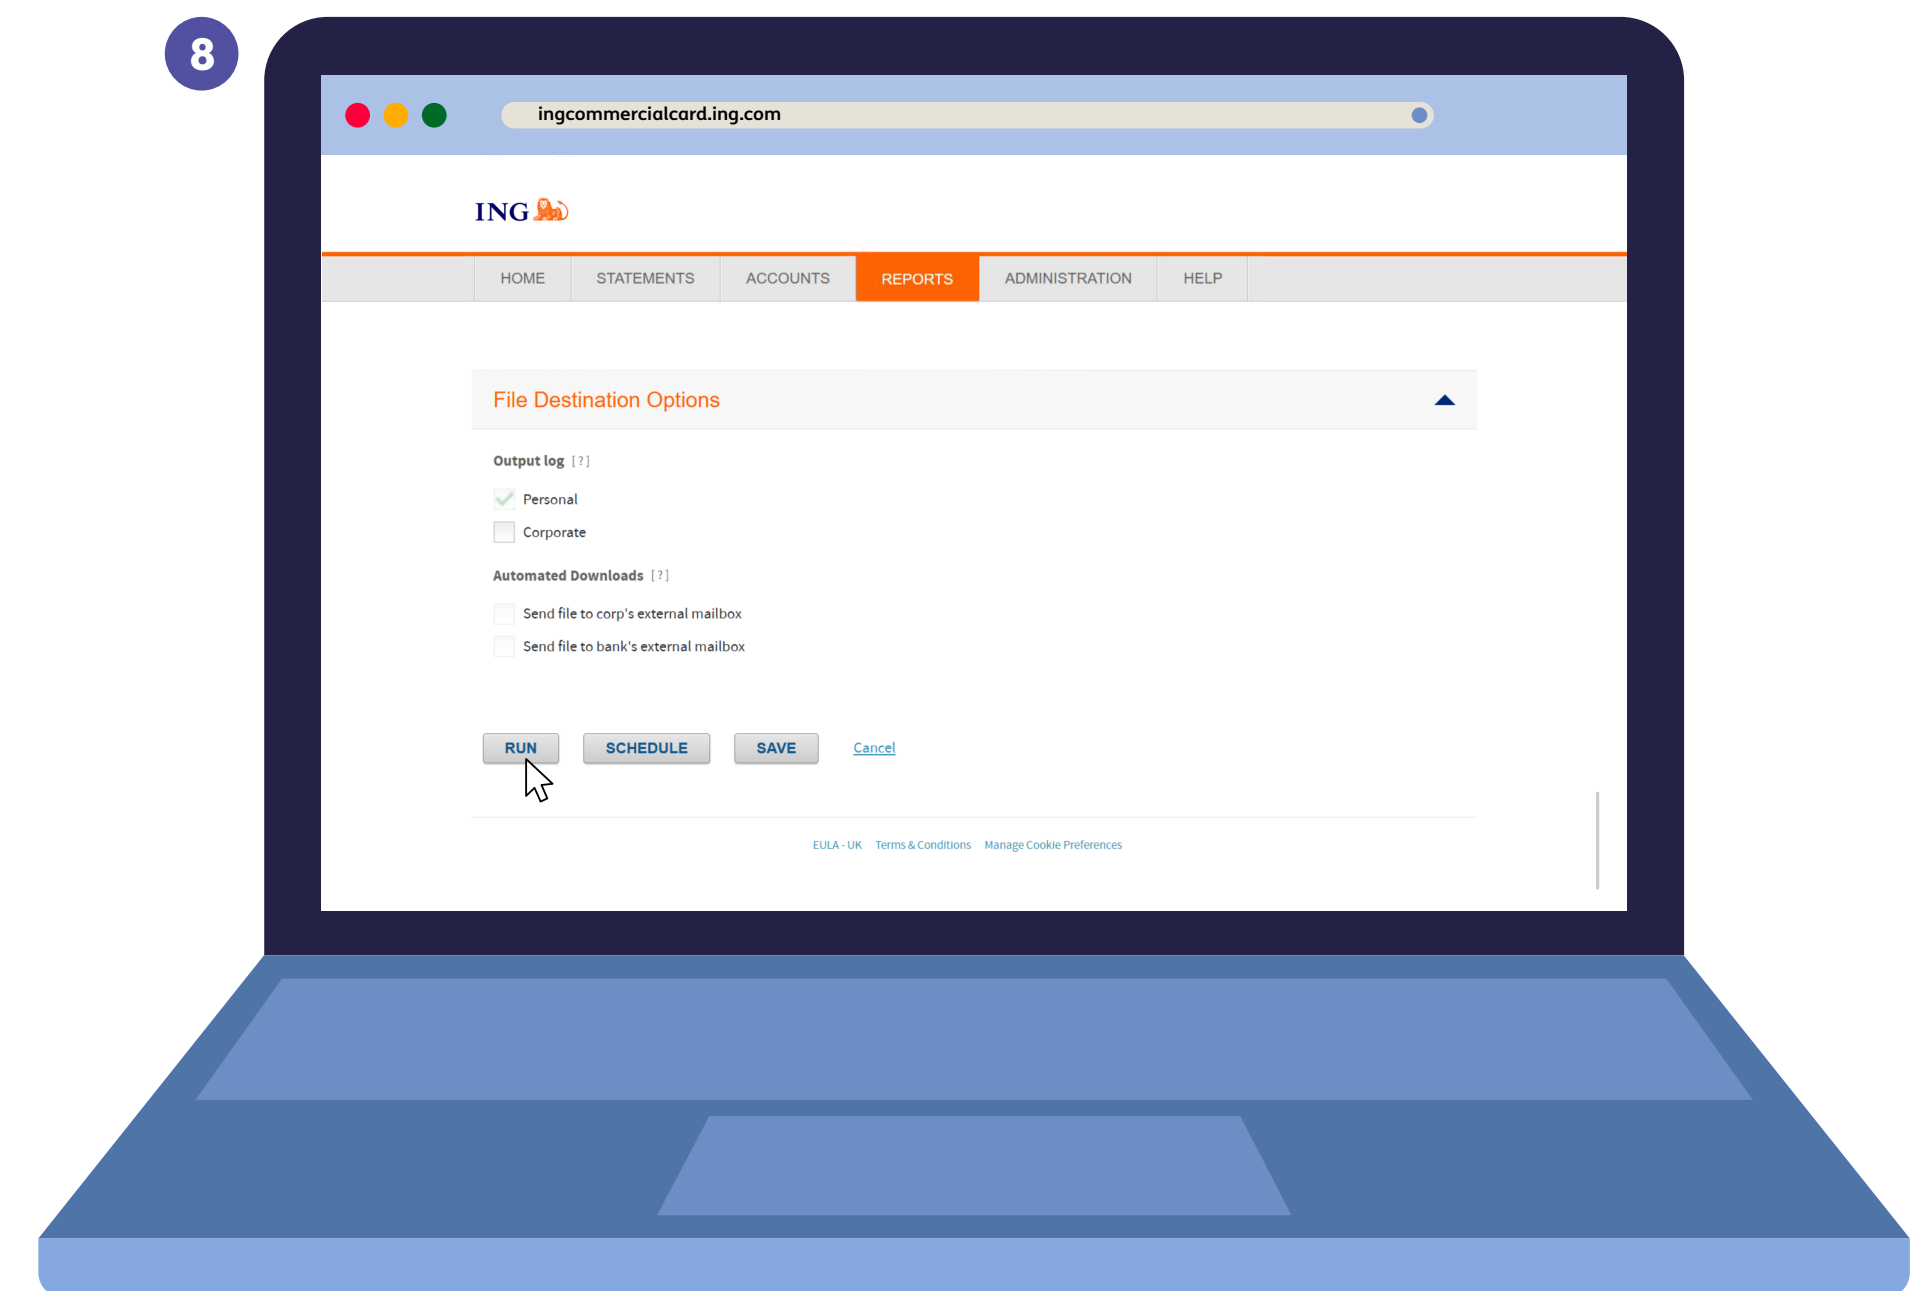 8
ingcommercialcard.ing.com
ING
HOME STATEMENTS ACCOUNTS REPORTS ADMINISTRATION HELP
File Destination Options
Output log [?]
Personal
Corporate
Automated Downloads [?]
Send file to corp's external mailbox
Send file to bank's external mailbox
RUN SCHEDULE SAVE Cancel
EULA - UK Terms & Conditions Manage Cookie Preferences